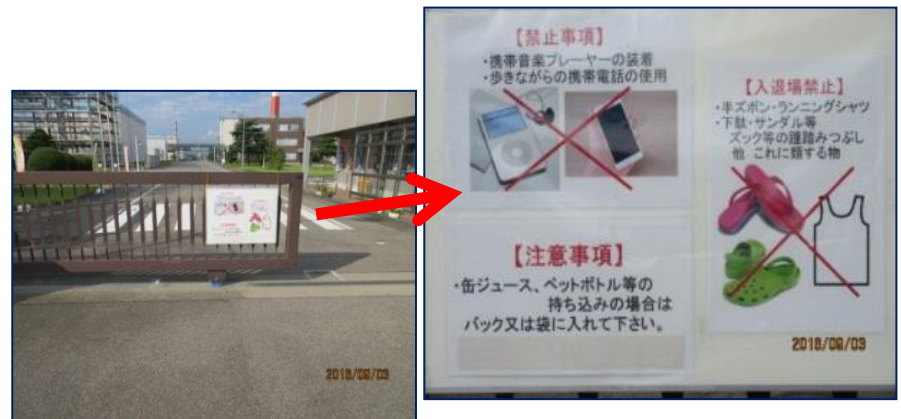 【禁止事項】
・携帯音楽プレーヤーの装着
・歩きながらの携帯電話の使用
【入退場禁止】
・半ズボン・ランニングシャツ
・下駄・サンダル等
ズック等の踵踏みつぶし
他 これに類する物
【注意事項】
・缶ジュース、ペットボトル等の
持ち込みの場合は
バック又は袋に入れて下さい。
2016/09/03
2016/09/03